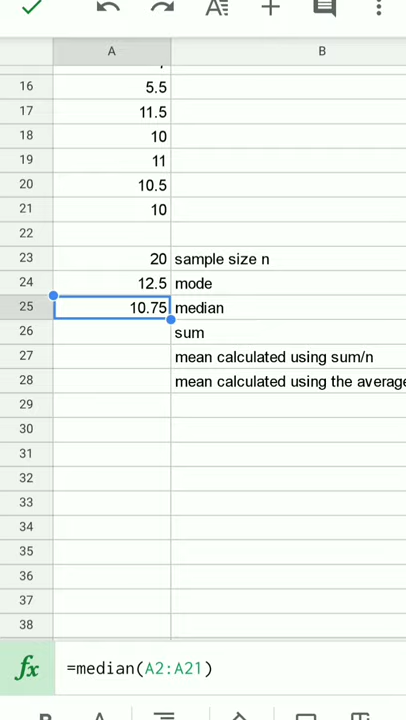 A B
16 5.5
17 11.5
18 10
19 11
20 10.5
21 10
22
23 20 sample size n
24 12.5 mode
25 10.75 median
26 sum
27 mean calculated using sum/n
28 mean calculated using the average
29
30
31
32
33
34
35
36
37
38
fx =median(A2:A21)